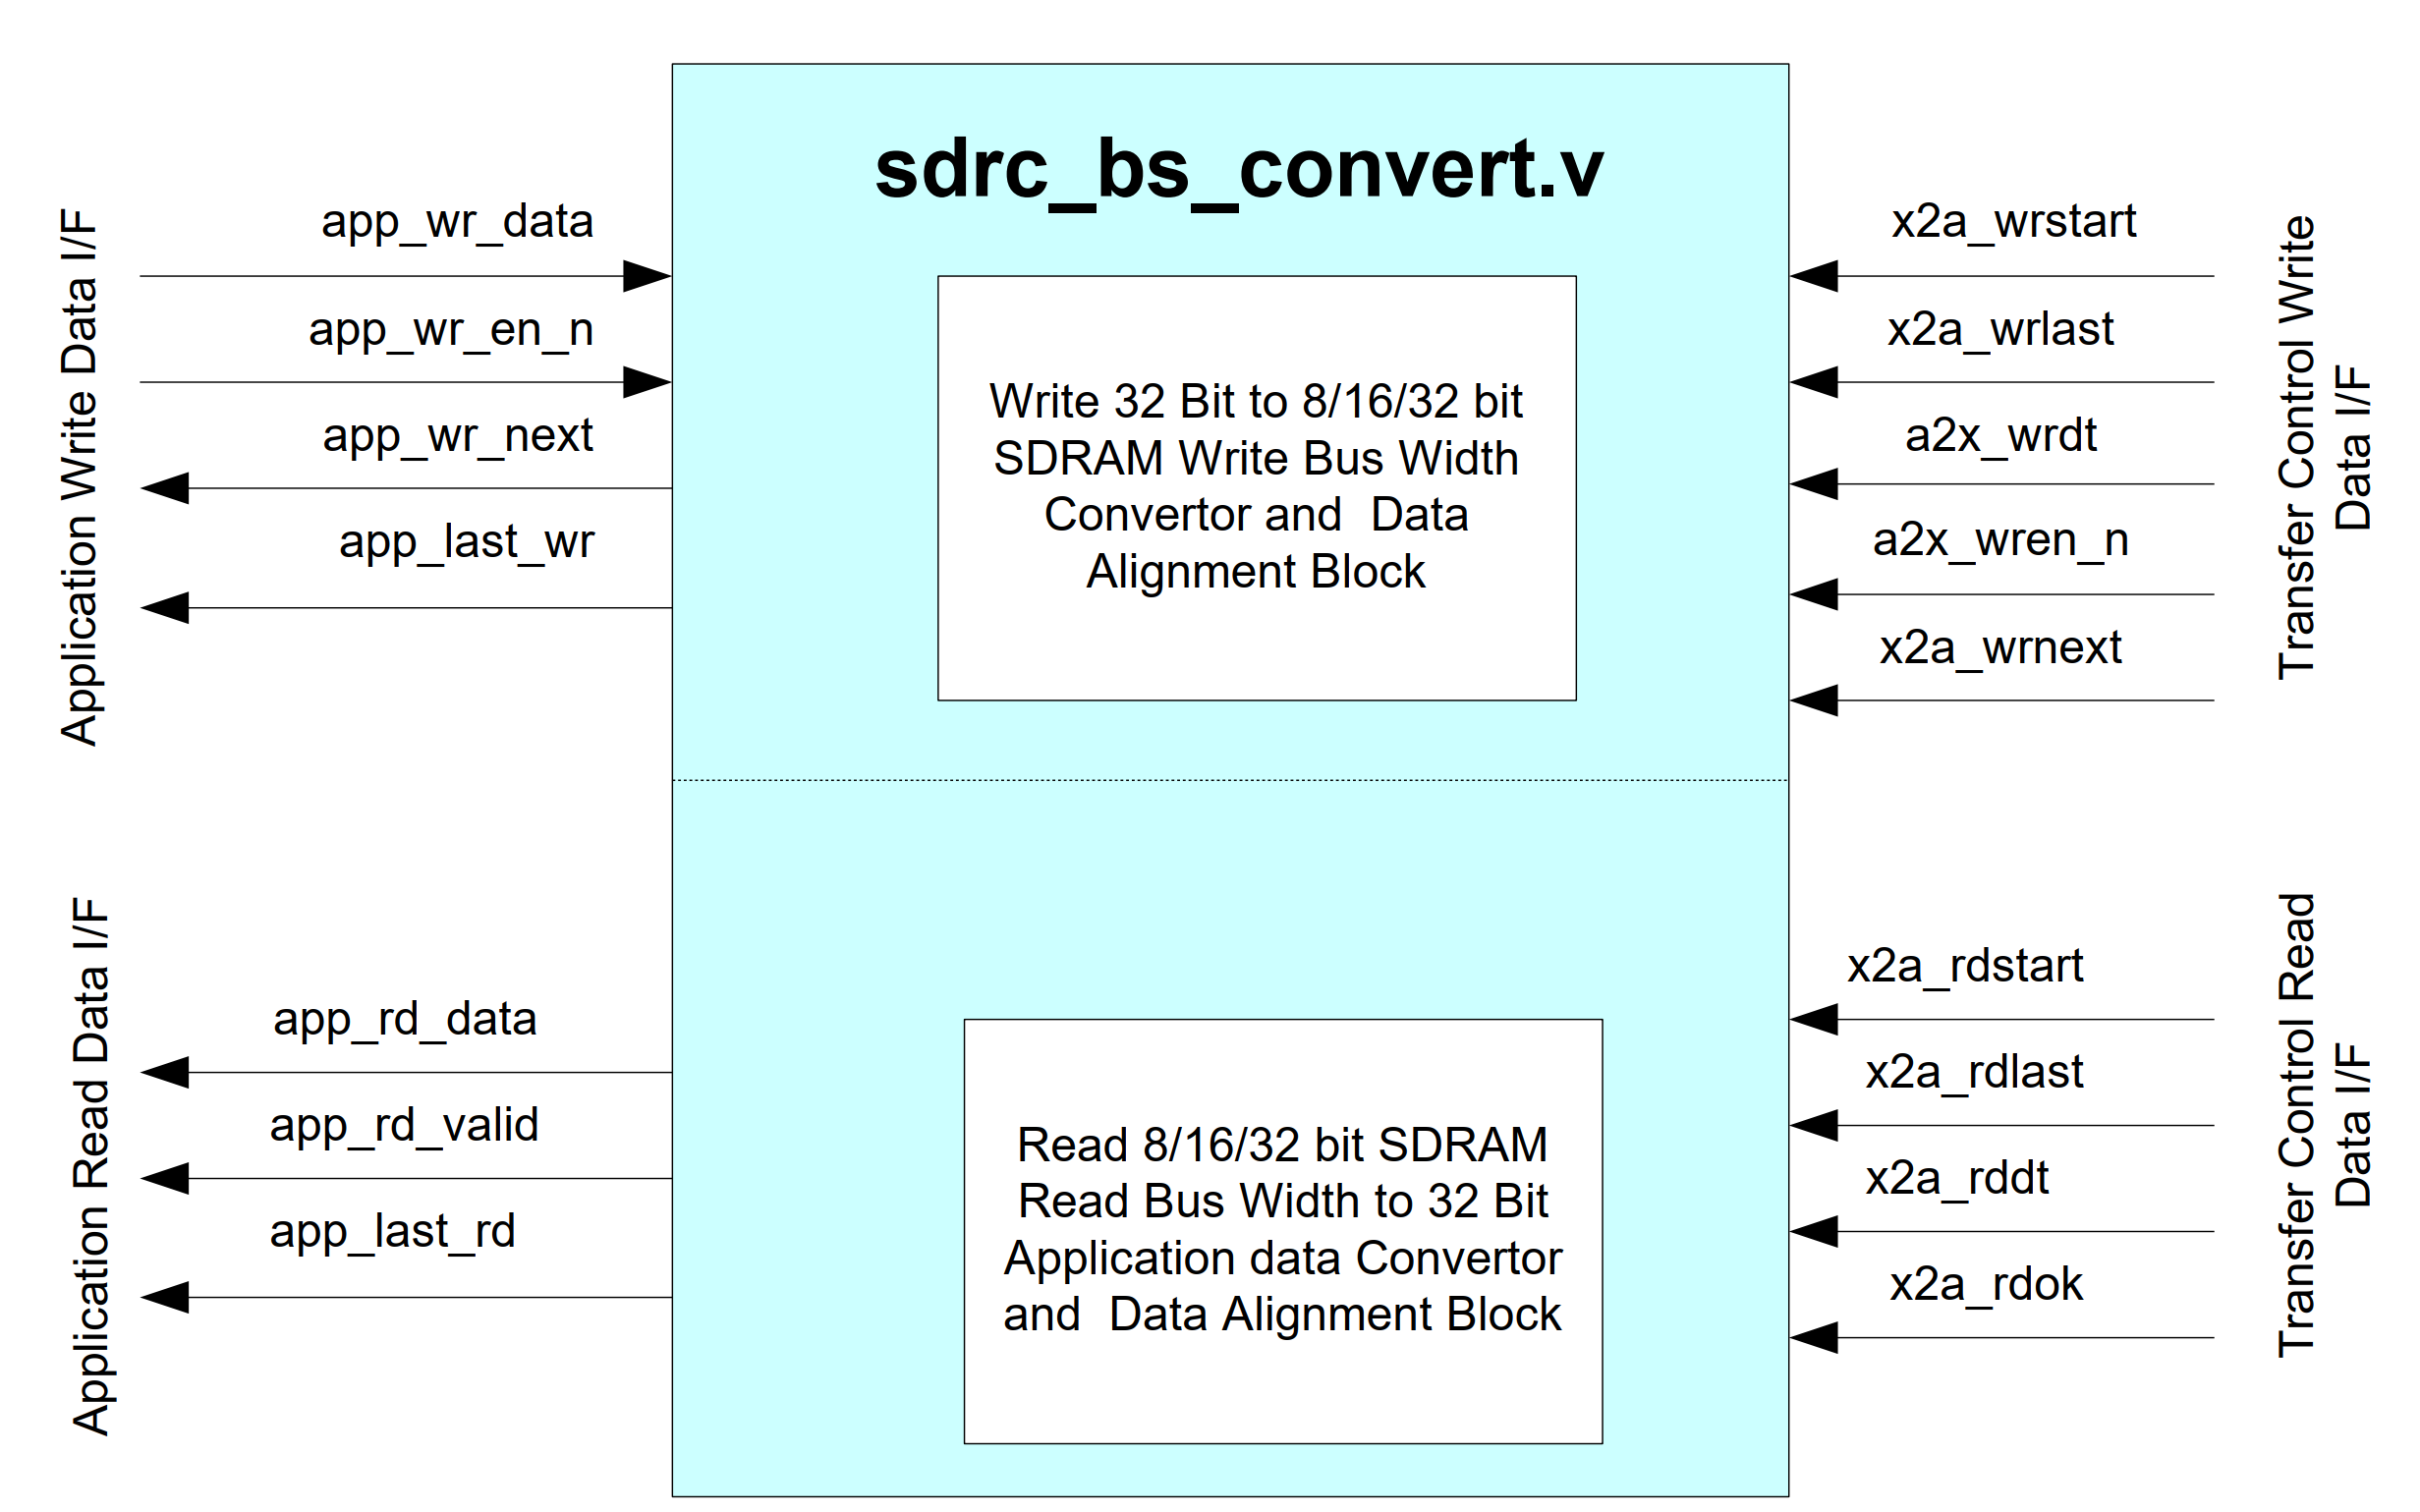 sdrc_bs_convert.v
Application Write Data I/F
app_wr_data
app_wr_en_n
app_wr_next
app_last_wr
Write 32 Bit to 8/16/32 bit
SDRAM Write Bus Width
Convertor and  Data
Alignment Block
x2a_wrstart
x2a_wrlast
a2x_wrdt
a2x_wren_n
x2a_wrnext
Transfer Control Write
Data I/F
Application Read Data I/F
app_rd_data
app_rd_valid
app_last_rd
Read 8/16/32 bit SDRAM
Read Bus Width to 32 Bit
Application data Convertor
and  Data Alignment Block
x2a_rdstart
x2a_rdlast
x2a_rddt
x2a_rdok
Transfer Control Read
Data I/F